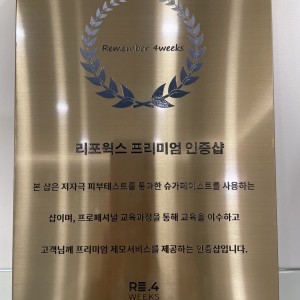 Remember 4weeks
리포웍스 프리미엄 인증샵
본 샵은 저자극 피부테스트를 통과한 슈가페이스트를 사용하는
샵이며, 프로페셔널 교육과정을 통해 교육을 이수하고
고객님께 프리미엄 제모서비스를 제공하는 인증샵입니다.
RE.4
WEEKS